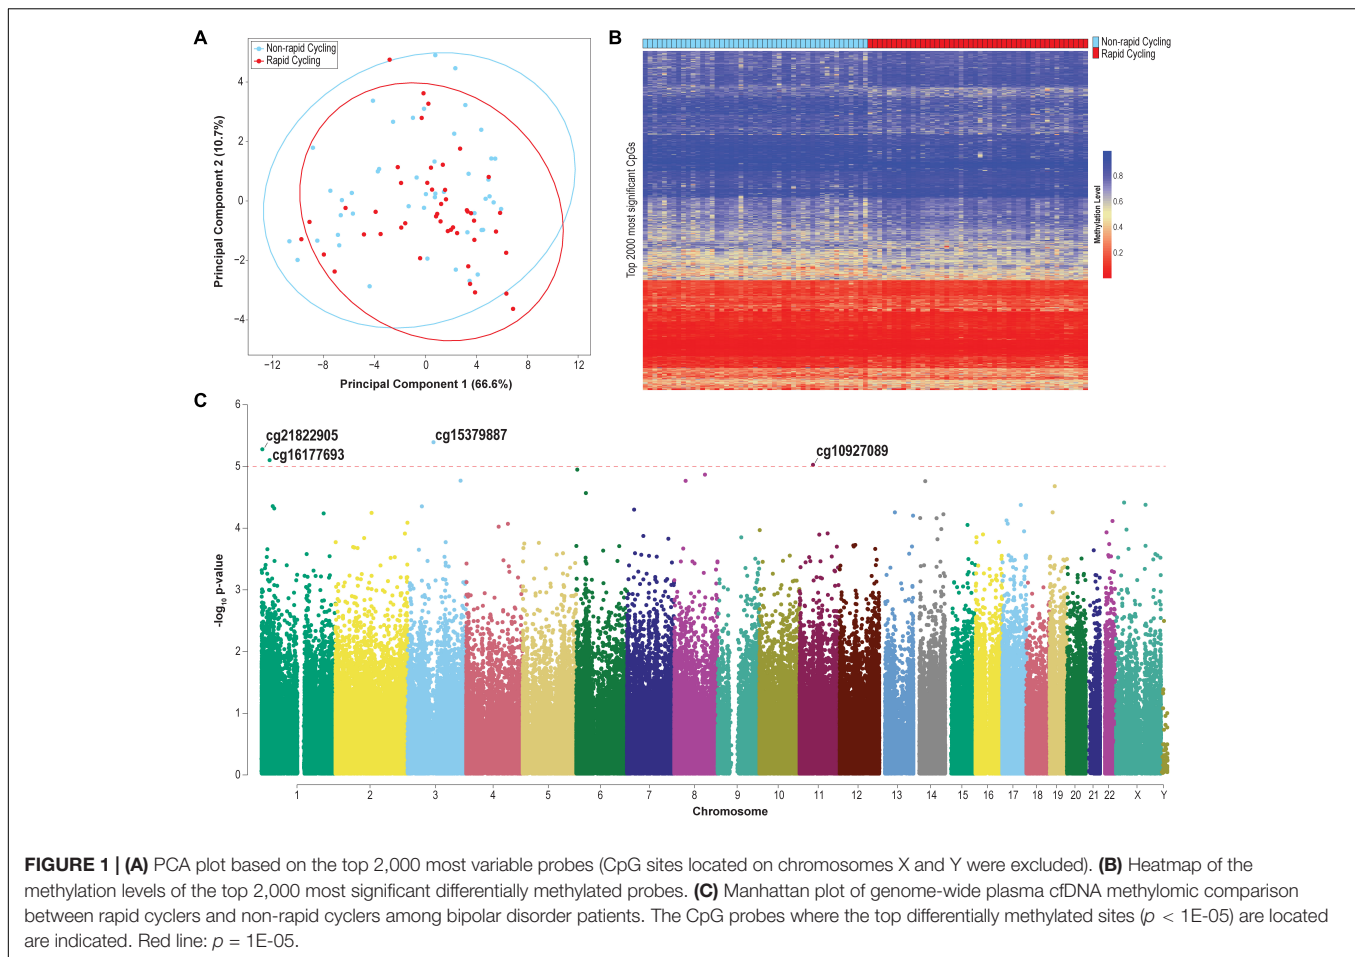 A
Non-rapid Cycling
Rapid Cycling
4
2
0
−2
−4
Principal Component 2 (10.7%)
−12
−8
−4
0
4
8
12
Principal Component 1 (66.6%)
B
Non-rapid Cycling
Rapid Cycling
Top 2000 most significant CpGs
Methylation Level
0.8
0.6
0.4
0.2
C
6
5
4
3
2
1
0
-log10 p-value
cg21822905
cg16177693
cg15379887
cg10927089
1 2 3 4 5 6 7 8 9 10 11 12 13 14 15 16 17 18 19 20 21 22 X Y
Chromosome
FIGURE 1 | (A) PCA plot based on the top 2,000 most variable probes (CpG sites located on chromosomes X and Y were excluded). (B) Heatmap of the
methylation levels of the top 2,000 most significant differentially methylated probes. (C) Manhattan plot of genome-wide plasma cfDNA methylomic comparison
between rapid cyclers and non-rapid cyclers among bipolar disorder patients. The CpG probes where the top differentially methylated sites (p < 1E-05) are located
are indicated. Red line: p = 1E-05.